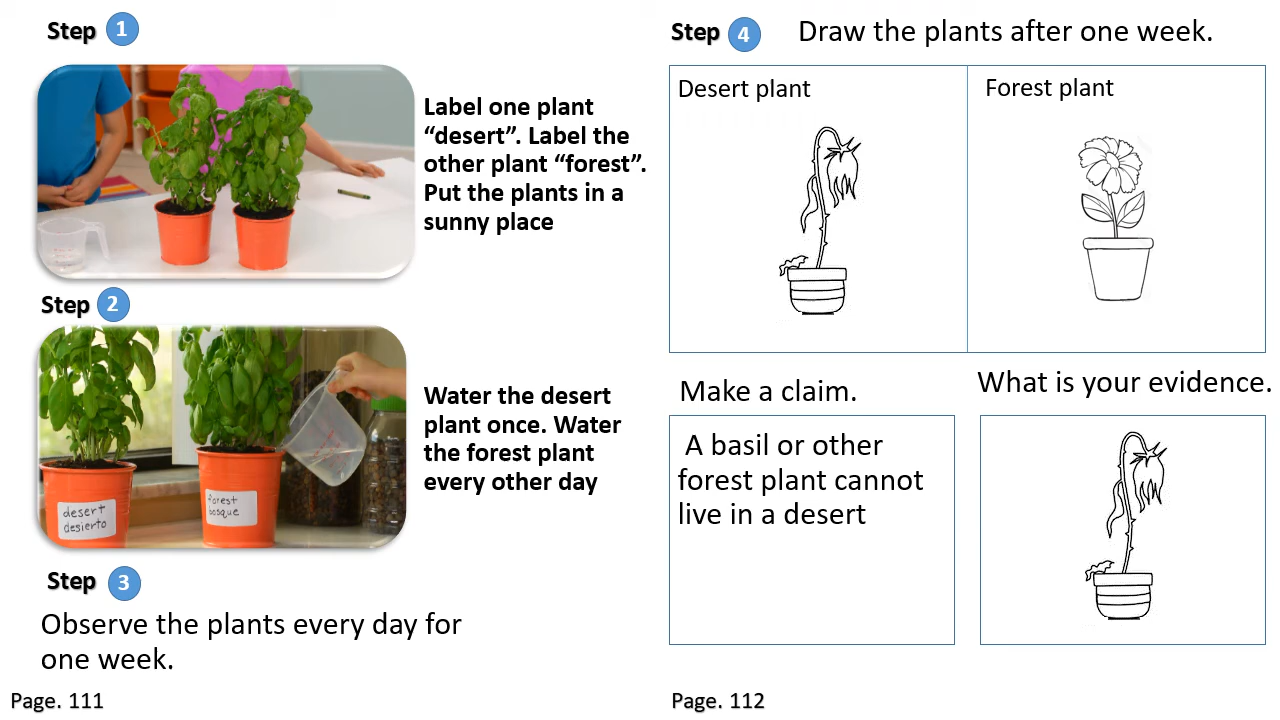 Step 1
Label one plant
“desert”. Label the
other plant “forest”.
Put the plants in a
sunny place
Step 2
desert
desierto
forest
bosque
Water the desert
plant once. Water
the forest plant
every other day
Step 3
Observe the plants every day for
one week.
Page. 111
Step 4 Draw the plants after one week.
Desert plant
Forest plant
Make a claim.
A basil or other
forest plant cannot
live in a desert
What is your evidence.
Page. 112